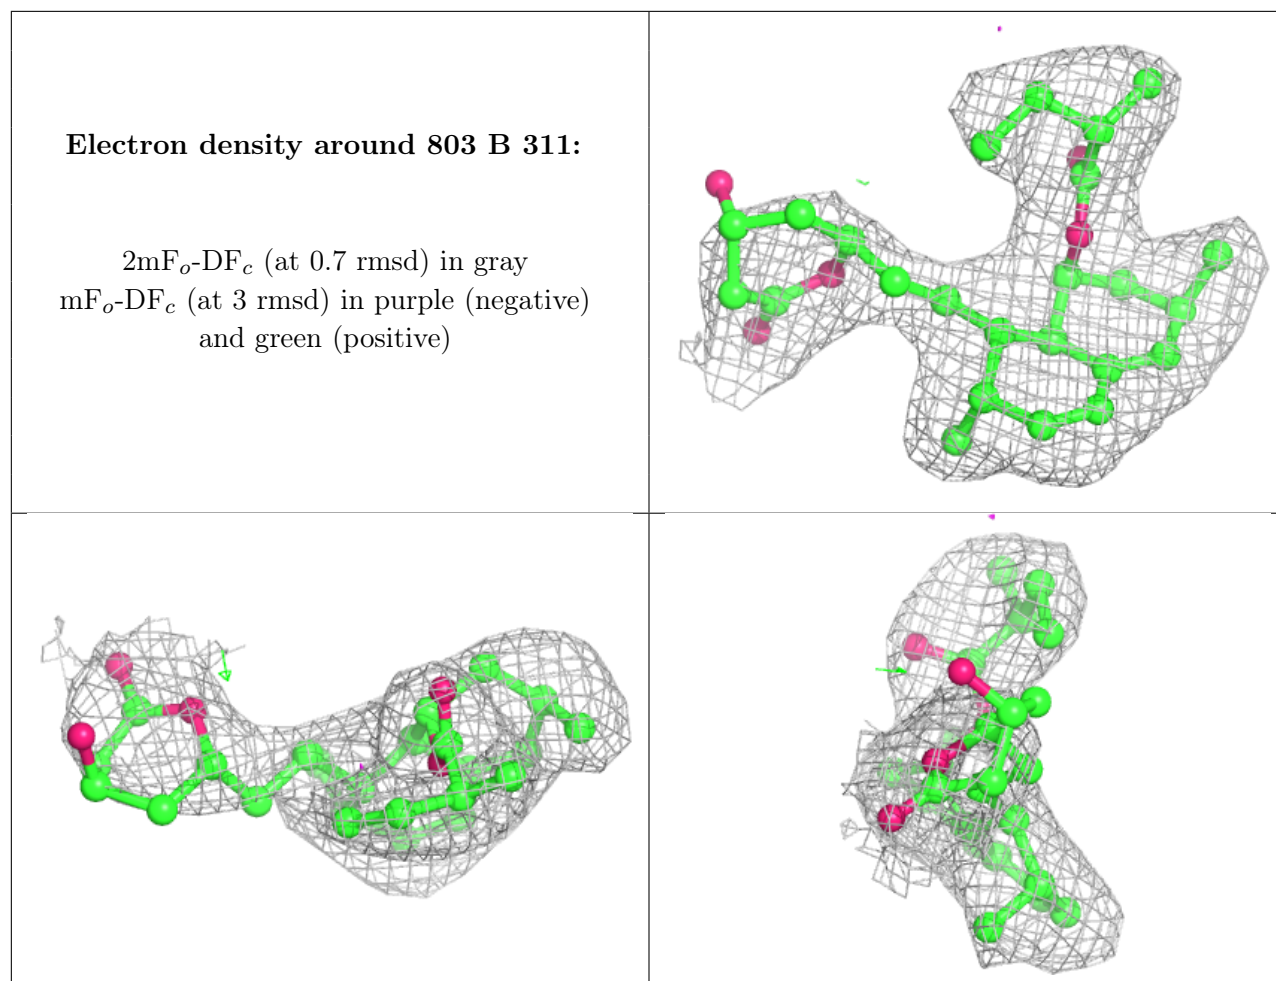 Electron density around 803 B 311:
2mFo-DFc (at 0.7 rmsd) in gray
mFo-DFc (at 3 rmsd) in purple (negative)
and green (positive)